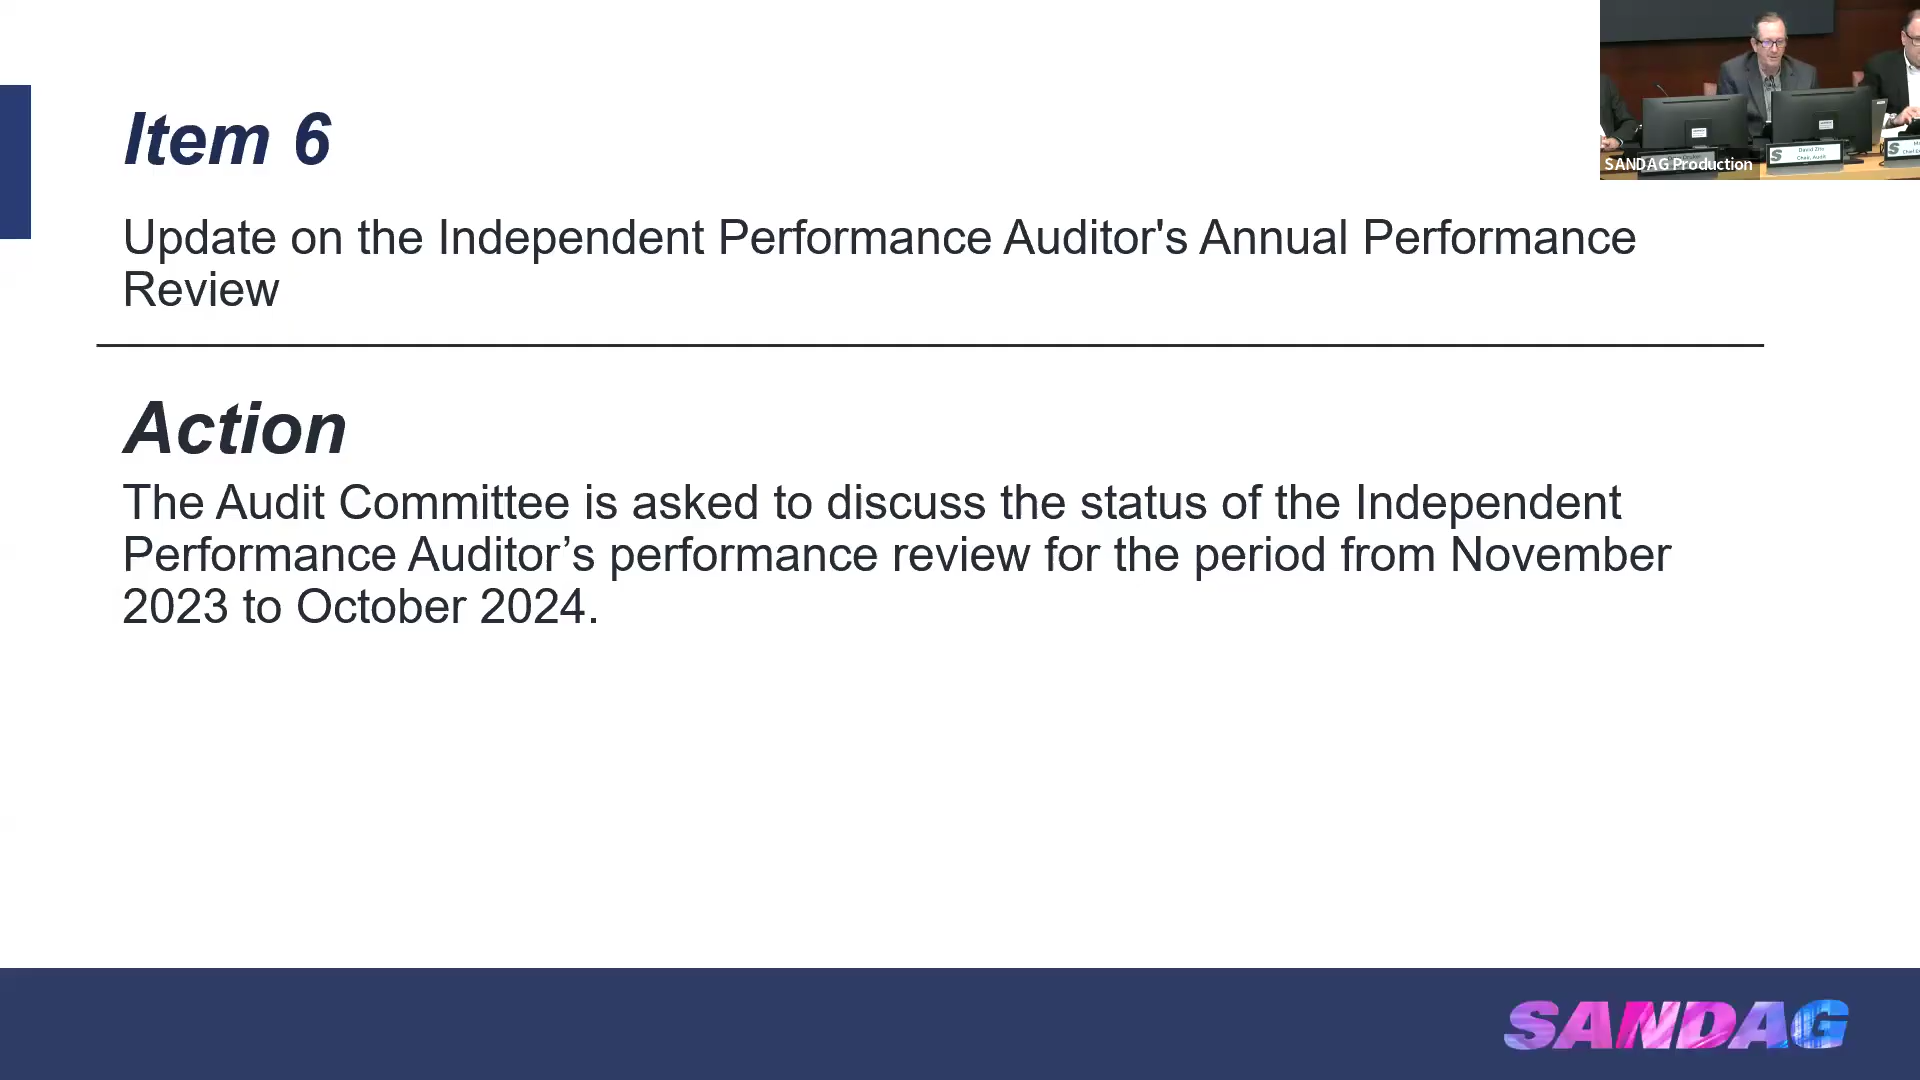 Item 6
Update on the Independent Performance Auditor's Annual Performance
Review
Action
The Audit Committee is asked to discuss the status of the Independent
Performance Auditor’s performance review for the period from November
2023 to October 2024.
SANDAG Production
Chair, Audit
SANDAG